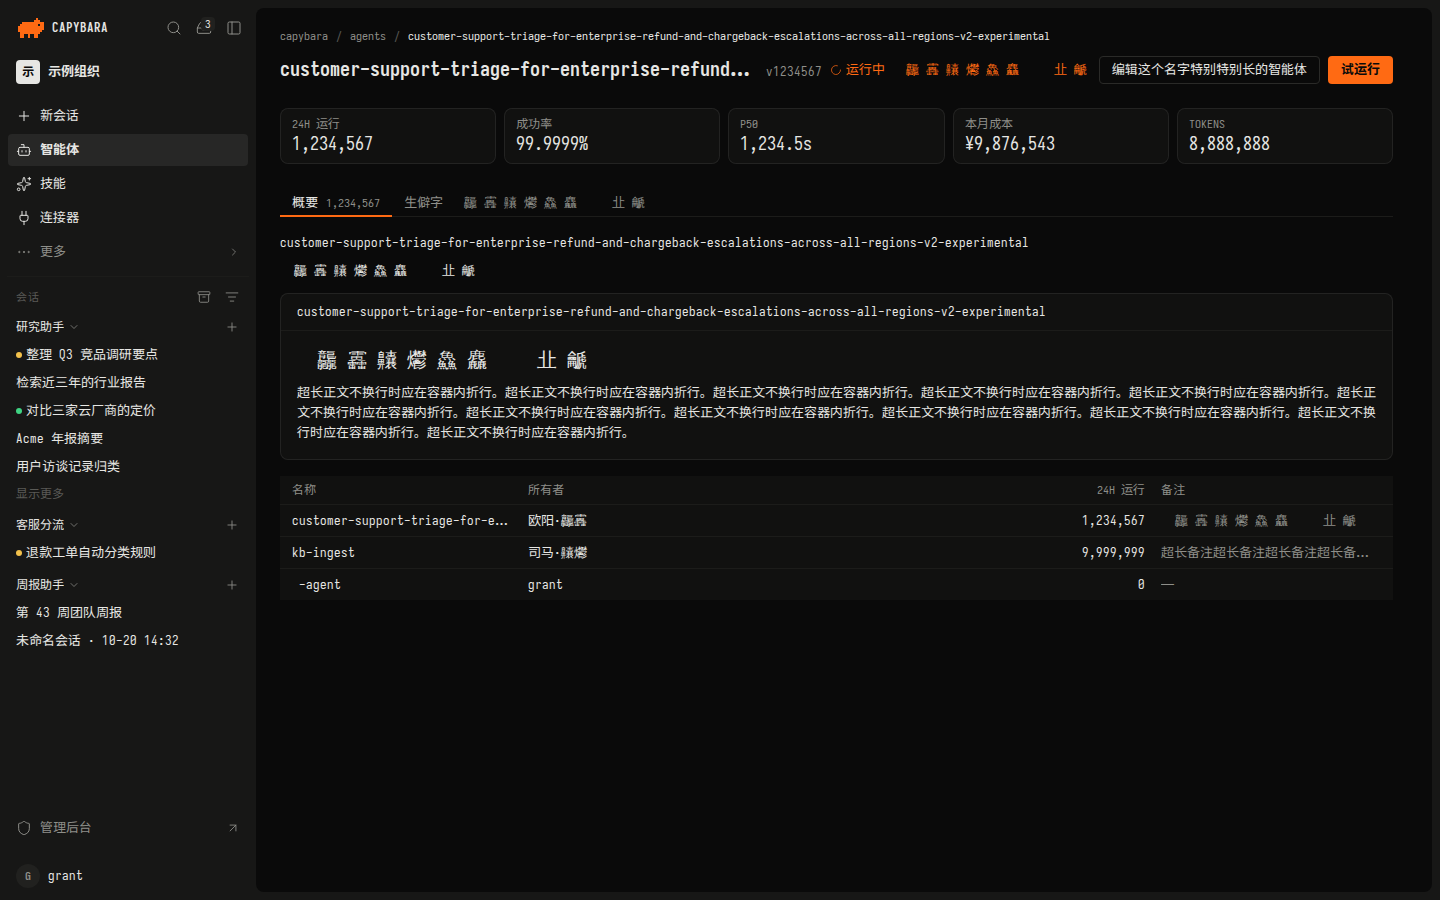 CAPYBARA
3
示 示例组织
新会话
智能体
技能
连接器
更多
会话
研究助手
整理 Q3 竞品调研要点
检索近三年的行业报告
对比三家云厂商的定价
Acme 年报摘要
用户访谈记录归类
显示更多
客服分流
退款工单自动分类规则
周报助手
第 43 周团队周报
未命名会话 · 10-20 14:32
管理后台
G grant
capybara / agents / customer-support-triage-for-enterprise-refund-and-chargeback-escalations-across-all-regions-v2-experimental
customer-support-triage-for-enterprise-refund... v1234567 运行中 编辑这个名字特别特别长的智能体 试运行
24H 运行
1,234,567
成功率
99.9999%
P50
1,234.5s
本月成本
¥9,876,543
TOKENS
8,888,888
概要 1,234,567 生僻字
customer-support-triage-for-enterprise-refund-and-chargeback-escalations-across-all-regions-v2-experimental
customer-support-triage-for-enterprise-refund-and-chargeback-escalations-across-all-regions-v2-experimental
超长正文不换行时应在容器内折行。超长正文不换行时应在容器内折行。超长正文不换行时应在容器内折行。超长正文不换行时应在容器内折行。超长正文不换行时应在容器内折行。超长正
文不换行时应在容器内折行。超长正文不换行时应在容器内折行。超长正文不换行时应在容器内折行。超长正文不换行时应在容器内折行。超长正文不换行时应在容器内折行。超长正文不换
行时应在容器内折行。超长正文不换行时应在容器内折行。
名称 所有者 24H 运行 备注
customer-support-triage-for-e... 1,234,567
kb-ingest 9,999,999 超长备注超长备注超长备注超长备...
-agent grant 0 —